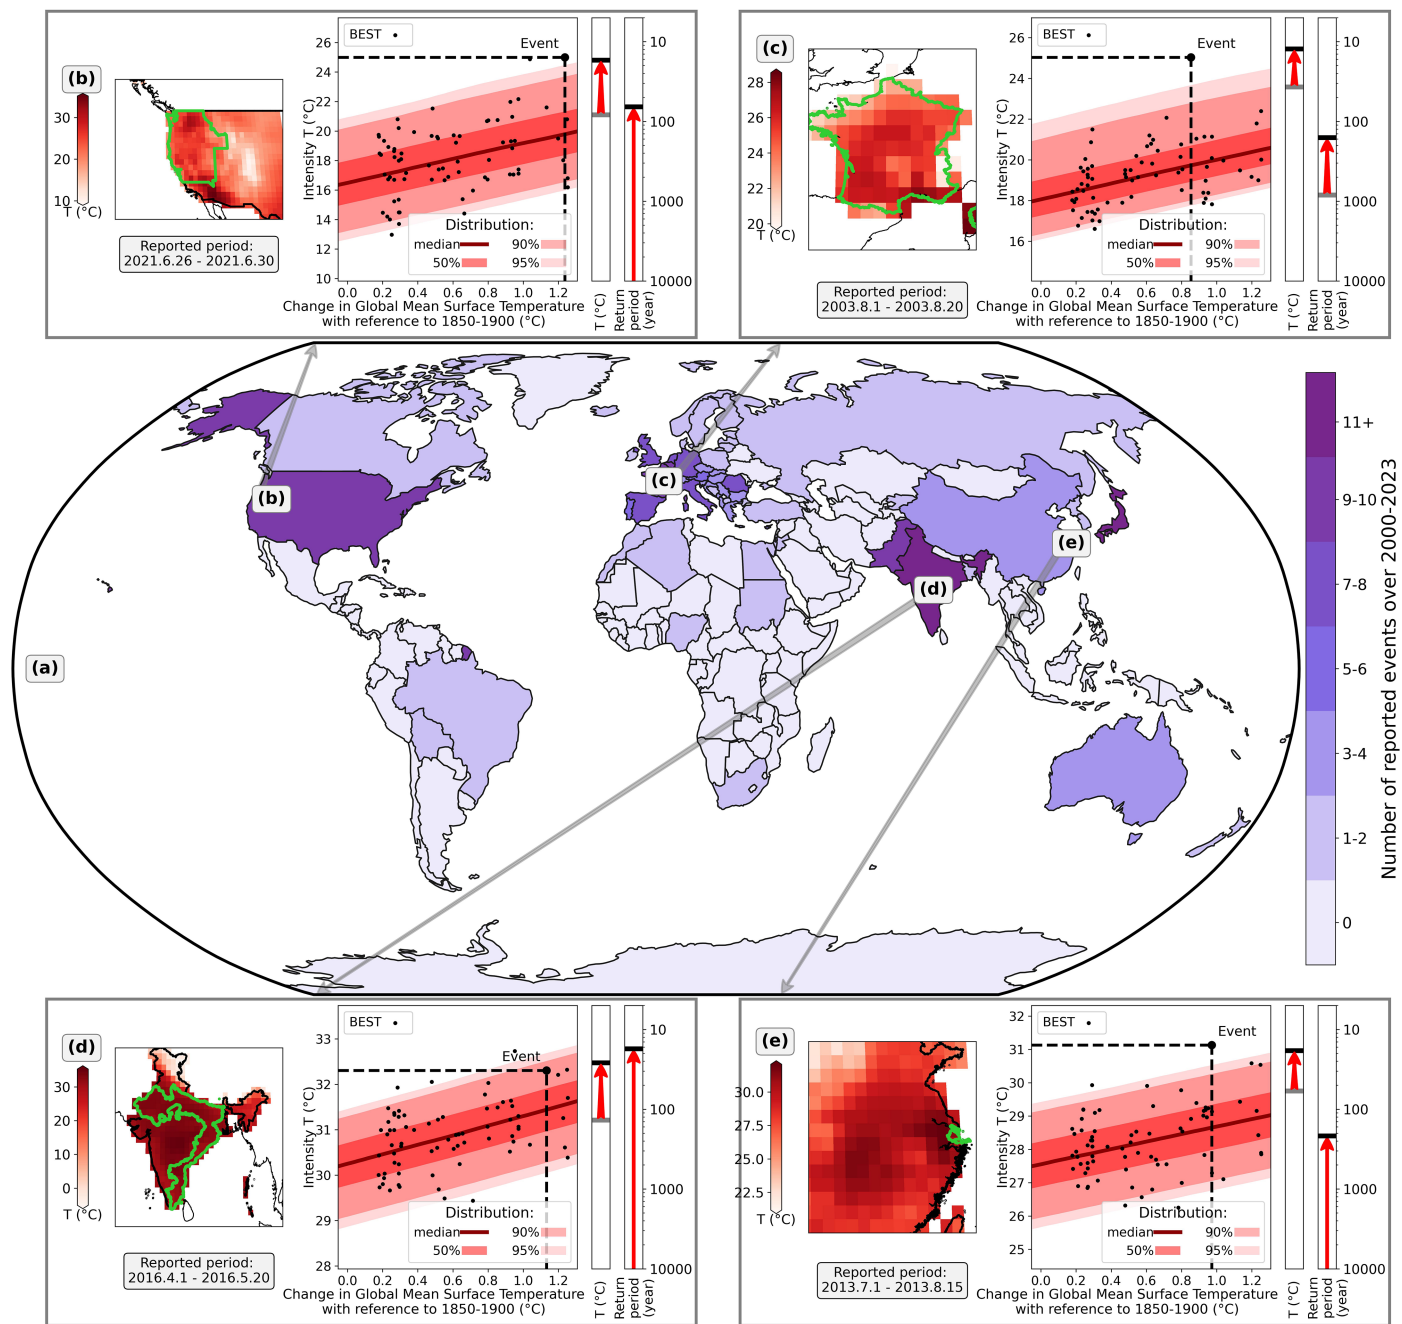 (b)
30
20
10
T (°C)
Reported period:
2021.6.26 - 2021.6.30
BEST
Event
26
24
22
20
18
16
14
12
10
Intensity T (°C)
Distribution:
median
90%
50%
95%
0.0 0.2 0.4 0.6 0.8 1.0 1.2
Change in Global Mean Surface Temperature
with reference to 1850-1900 (°C)
T (°C)
10
100
1000
10000
Return
period
(year)
(c)
28
26
24
22
20
T (°C)
Reported period:
2003.8.1 - 2003.8.20
BEST
Event
26
24
22
20
18
16
Intensity T (°C)
Distribution:
median
90%
50%
95%
0.0 0.2 0.4 0.6 0.8 1.0 1.2
Change in Global Mean Surface Temperature
with reference to 1850-1900 (°C)
T (°C)
10
100
1000
10000
Return
period
(year)
(a)
(b)
(c)
(d)
(e)
11+
9-10
7-8
5-6
3-4
1-2
0
Number of reported events over 2000-2023
(d)
30
20
10
0
T (°C)
Reported period:
2016.4.1 - 2016.5.20
BEST
Event
33
32
31
30
29
28
Intensity T (°C)
Distribution:
median
90%
50%
95%
0.0 0.2 0.4 0.6 0.8 1.0 1.2
Change in Global Mean Surface Temperature
with reference to 1850-1900 (°C)
T (°C)
10
100
1000
10000
Return
period
(year)
(e)
30.0
27.5
25.0
22.5
T (°C)
Reported period:
2013.7.1 - 2013.8.15
BEST
Event
32
31
30
29
28
27
26
25
Intensity T (°C)
Distribution:
median
90%
50%
95%
0.0 0.2 0.4 0.6 0.8 1.0 1.2
Change in Global Mean Surface Temperature
with reference to 1850-1900 (°C)
T (°C)
10
100
1000
10000
Return
period
(year)